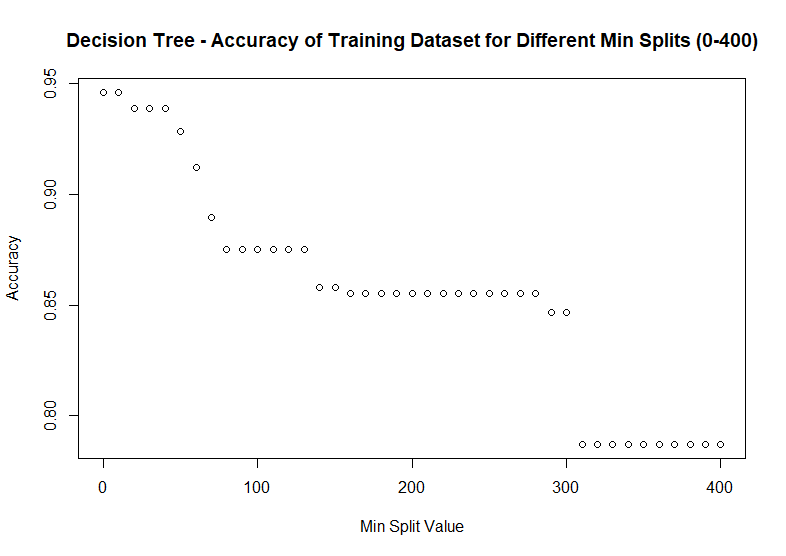 Decision Tree - Accuracy of Training Dataset for Different Min Splits (0-400)
0.95
0.90
0.85
0.80
Accuracy
0 100 200 300 400
Min Split Value